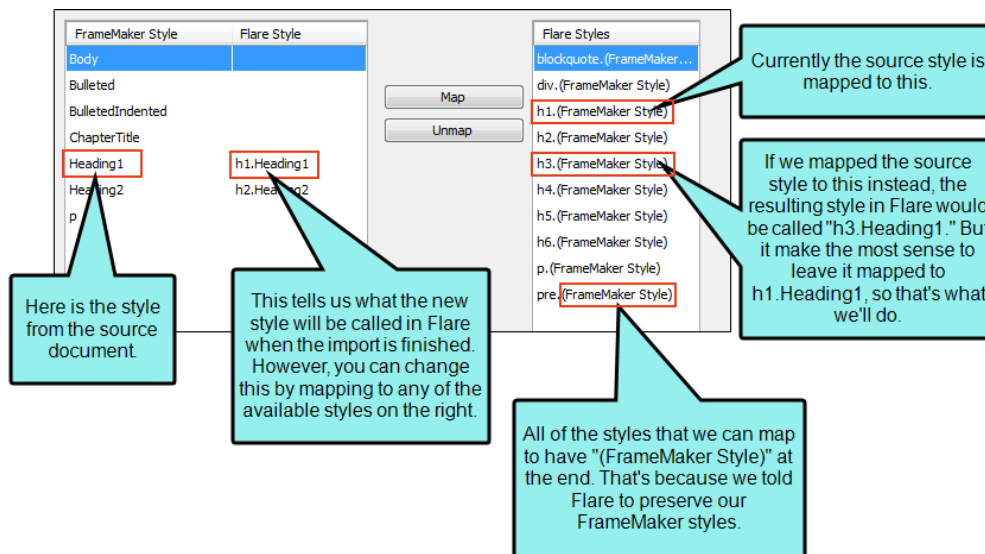 FrameMaker Style Flare Style
Body
Bulleted
BulletedIndented
ChapterTitle
Heading1 h1.Heading1
Heading2 h2.Heading2
p
Map
Unmap
Flare Styles
blockquote.(FrameMaker...
div.(FrameMaker Style)
h1.(FrameMaker Style)
h2.(FrameMaker Style)
h3.(FrameMaker Style)
h4.(FrameMaker Style)
h5.(FrameMaker Style)
h6.(FrameMaker Style)
p.(FrameMaker Style)
pre.(FrameMaker Style)
Currently the source style is
mapped to this.
If we mapped the source
style to this instead, the
resulting style in Flare would
be called "h3.Heading1." But
it make the most sense to
leave it mapped to
h1.Heading1, so that's what
we'll do.
Here is the style
from the source
document.
This tells us what the new
style will be called in Flare
when the import is finished.
However, you can change
this by mapping to any of the
available styles on the right.
All of the styles that we can map
to have "(FrameMaker Style)" at
the end. That's because we told
Flare to preserve our
FrameMaker styles.